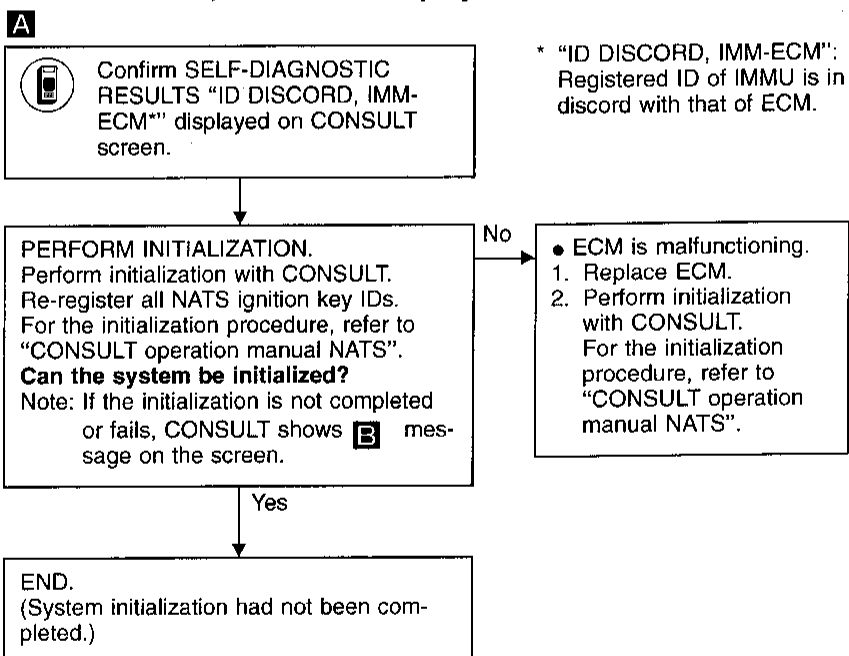 A
Confirm SELF-DIAGNOSTIC
RESULTS “ID DISCORD, IMM-
ECM*” displayed on CONSULT
screen.
* “ID DISCORD, IMM-ECM”:
Registered ID of IMMU is in
discord with that of ECM.
PERFORM INITIALIZATION.
Perform initialization with CONSULT.
Re-register all NATS ignition key IDs.
For the initialization procedure, refer to
“CONSULT operation manual NATS”.
Can the system be initialized?
Note: If the initialization is not completed
or fails, CONSULT shows B mes-
sage on the screen.
No
● ECM is malfunctioning.
1. Replace ECM.
2. Perform initialization
with CONSULT.
For the initialization
procedure, refer to
“CONSULT operation
manual NATS”.
Yes
END.
(System initialization had not been com-
pleted.)